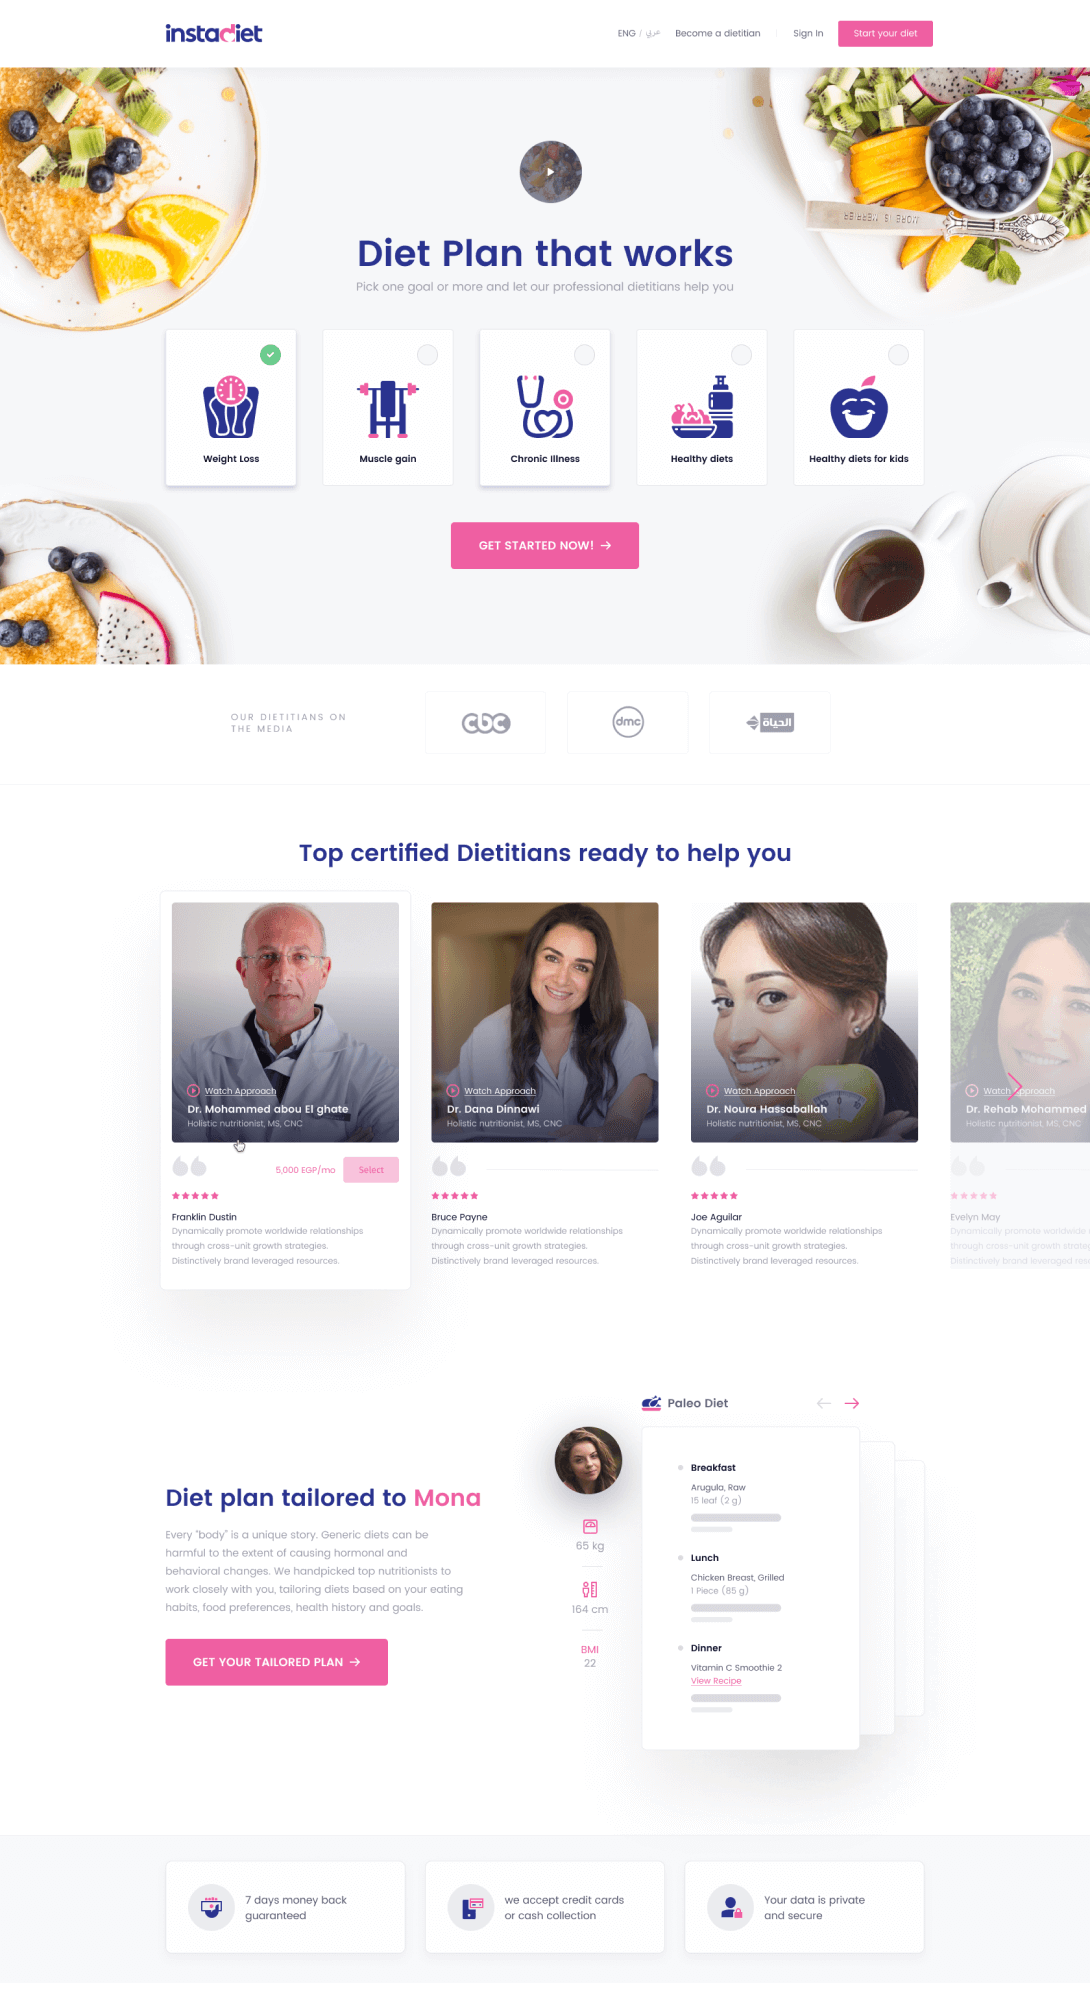 instadiet
ENG / عربي
Become a dietitian
Sign In
Start your diet
MORE IS MERRIER
Diet Plan that works
Pick one goal or more and let our professional dietitians help you
Weight Loss
Muscle gain
Chronic Illness
Healthy diets
Healthy diets for kids
GET STARTED NOW!
OUR DIETITIANS ON
THE MEDIA
cbc
dmc
الحياة
Top certified Dietitians ready to help you
Watch Approach
Dr. Mohammed abou El ghate
Holistic nutritionist, MS, CNC
5,000 EGP/mo
Select
Franklin Dustin
Dynamically promote worldwide relationships
through cross-unit growth strategies.
Distinctively brand leveraged resources.
Watch Approach
Dr. Dana Dinnawi
Holistic nutritionist, MS, CNC
Bruce Payne
Dynamically promote worldwide relationships
through cross-unit growth strategies.
Distinctively brand leveraged resources.
Watch Approach
Dr. Noura Hassaballah
Holistic nutritionist, MS, CNC
Joe Aguilar
Dynamically promote worldwide relationships
through cross-unit growth strategies.
Distinctively brand leveraged resources.
Watch Approach
Dr. Rehab Mohammed
Holistic nutritionist, MS, CNC
Evelyn May
Dynamically promote worldwide
through cross-unit growth
Distinctively brand leveraged
Paleo Diet
Diet plan tailored to Mona
Every "body" is a unique story. Generic diets can be
harmful to the extent of causing hormonal and
behavioral changes. We handpicked top nutritionists to
work closely with you, tailoring diets based on your eating
habits, food preferences, health history and goals.
GET YOUR TAILORED PLAN
65 kg
164 cm
BMI
22
Breakfast
Arugula, Raw
15 leaf (2 g)
Lunch
Chicken Breast, Grilled
1 Piece (85 g)
Dinner
Vitamin C Smoothie 2
View Recipe
7 days money back
guaranteed
we accept credit cards
or cash collection
Your data is private
and secure